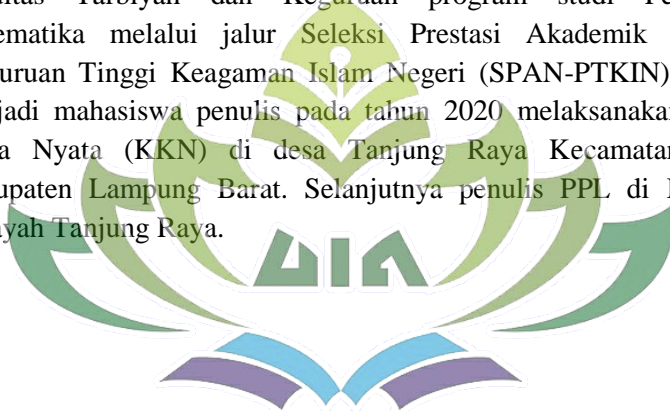 Tarbiyah dan Keguruan program studi
ematika melalui jalur Seleksi Prestasi Akademik
uruan Tinggi Keagaman Islam Negeri (SPAN-PTKIN)
jadi mahasiswa penulis pada tahun 2020 melaksanakan
a Nyata (KKN) di desa Tanjung Raya Kecamatan
upaten Lampung Barat. Selanjutnya penulis PPL di
ayah Tanjung Raya.
UIN